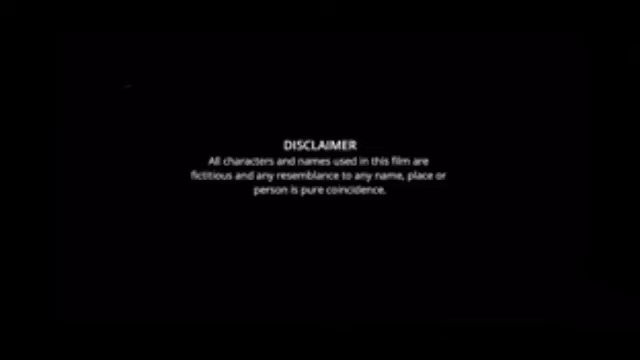 DISCLAIMER
All characters and names used in this film are
fictitious and any resemblance to any name, place or
person is pure coincidence.